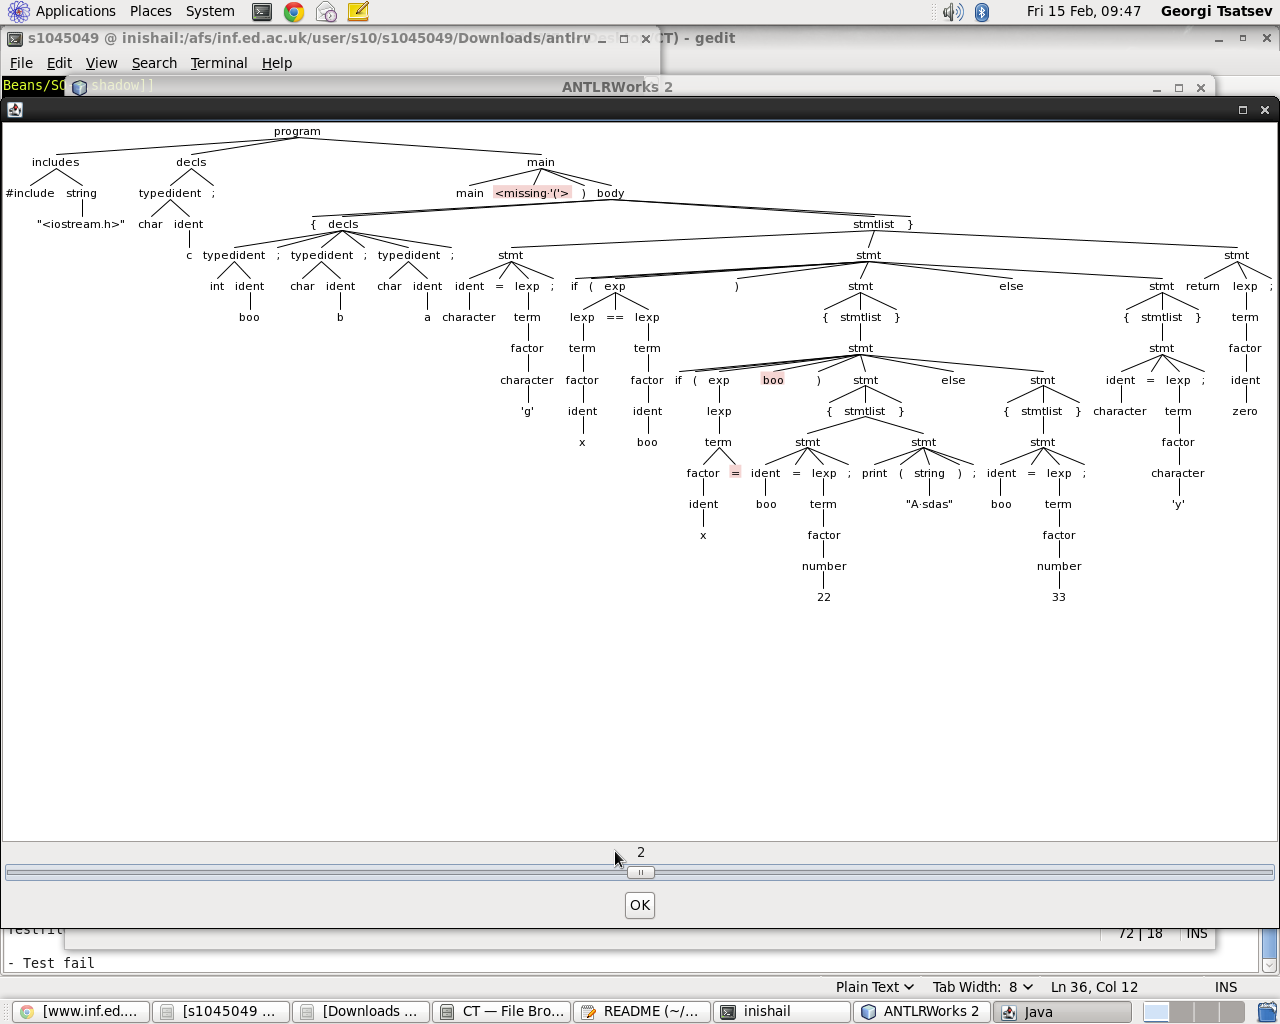 Applications Places System Fri 15 Feb, 09:47 Georgi Tsatsev
s1045049 @ inishail:/afs/inf.ed.ac.uk/user/s10/s1045049/Downloads/antlrv CT) - gedit
File Edit View Search Terminal Help
Beans/SC shadow]]
ANTLRWorks 2
program
includes decls main
#include string typedident ; main <missing·'('> ) body
"<iostream.h>" char ident { decls stmtlist }
c typedident ; typedident ; typedident ; stmt stmt stmt
int ident char ident char ident ident = lexp ; if ( exp ) stmt else stmt return lexp ;
boo b a character term lexp == lexp { stmtlist } { stmtlist } term
factor term term stmt stmt factor
character factor factor if ( exp boo ) stmt else stmt ident = lexp ; ident
'g' ident ident lexp { stmtlist } { stmtlist } character term zero
x boo term stmt stmt stmt factor
factor = ident = lexp ; print ( string ) ; ident = lexp ; character
ident boo term "A·sdas" boo term 'y'
x factor factor
number number
22 33
2
OK
72 | 18 INS
- Test fail
Plain Text Tab Width: 8 Ln 36, Col 12 INS
[www.inf.ed.... [s1045049 ... [Downloads ... CT — File Bro... README (~/... inishail ANTLRWorks 2 Java